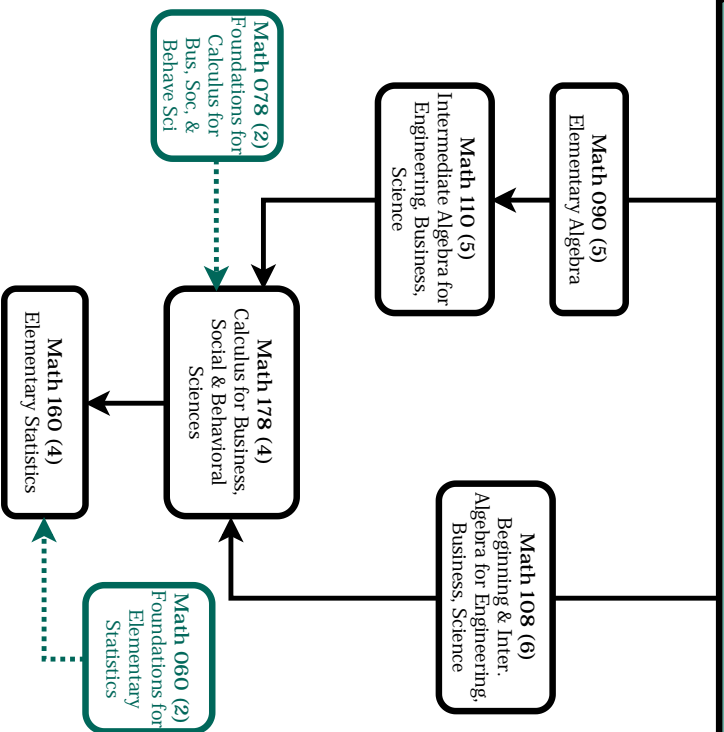 Math 090 (5)
Elementary Algebra
Math 110 (5)
Intermediate Algebra for
Engineering, Business,
Science
Math 108 (6)
Beginning & Inter.
Algebra for Engineering,
Business, Science
Math 078 (2)
Foundations for
Calculus for
Bus, Soc, &
Behave Sci
Math 178 (4)
Calculus for Business,
Social & Behavioral
Sciences
Math 060 (2)
Foundations for
Elementary
Statistics
Math 160 (4)
Elementary Statistics